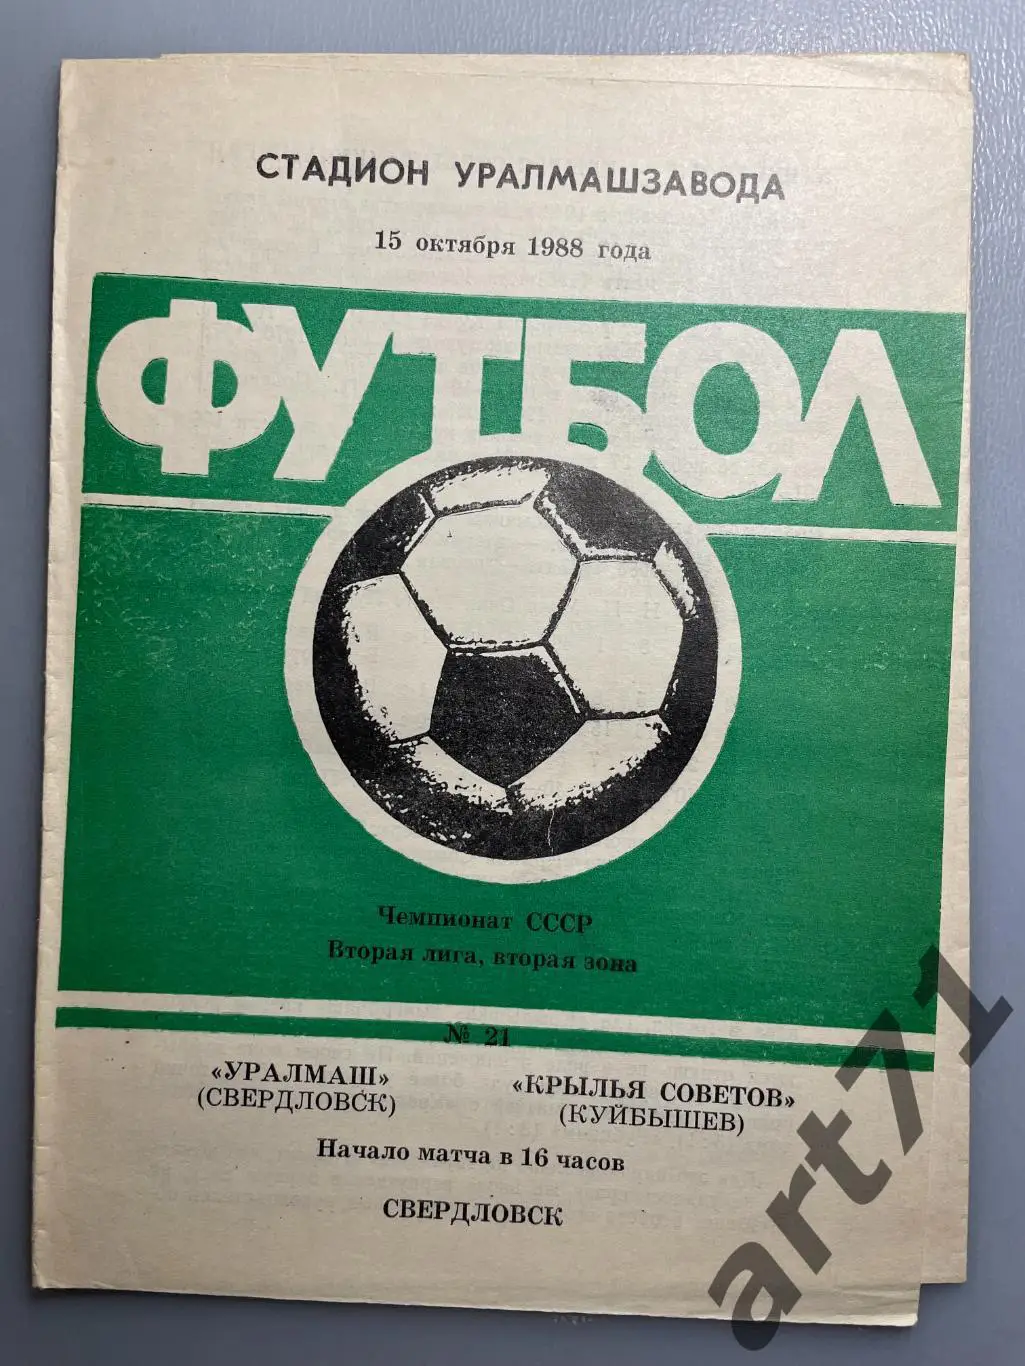 СТАДИОН УРАЛМАШЗАВОДА
15 октября 1988 года
ФУТБОЛ
Чемпионат СССР
Вторая лига, вторая зона
№ 21
«УРАЛМАШ» «КРЫЛЬЯ СОВЕТОВ»
(СВЕРДЛОВСК) (КУЙБЫШЕВ)
Начало матча в 16 часов
СВЕРДЛОВСК
art71